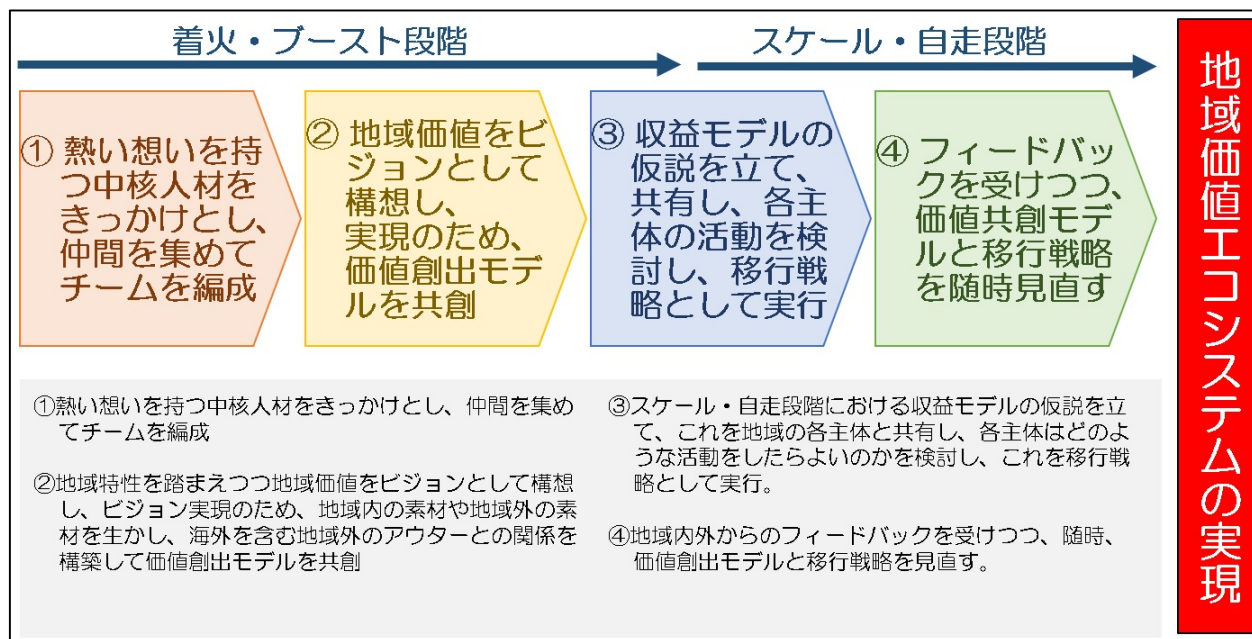 着火・ブースト段階
スケール・自走段階
① 熱い想いを持
つ中核人材を
きっかけとし、
仲間を集めて
チームを編成
② 地域価値をビ
ジョンとして
構想し、
実現のため、
価値創出モデ
ルを共創
③ 収益モデルの
仮説を立て、
共有し、各主
体の活動を検
討し、移行戦
略として実行
④ フィードバッ
クを受けつつ、
価値共創モデ
ルと移行戦略
を随時見直す
①熱い想いを持つ中核人材をきっかけとし、仲間を集め
てチームを編成
②地域特性を踏まえつつ地域価値をビジョンとして構想
し、ビジョン実現のため、地域内の素材や地域外の素
材を生かし、海外を含む地域外のアウターとの関係を
構築して価値創出モデルを共創
③スケール・自走段階における収益モデルの仮説を立
て、これを地域の各主体と共有し、各主体はどのよ
うな活動をしたらよいのかを検討し、これを移行戦
略として実行。
④地域内外からのフィードバックを受けつつ、随時、
価値創出モデルと移行戦略を見直す。
地域価値エコシステムの実現